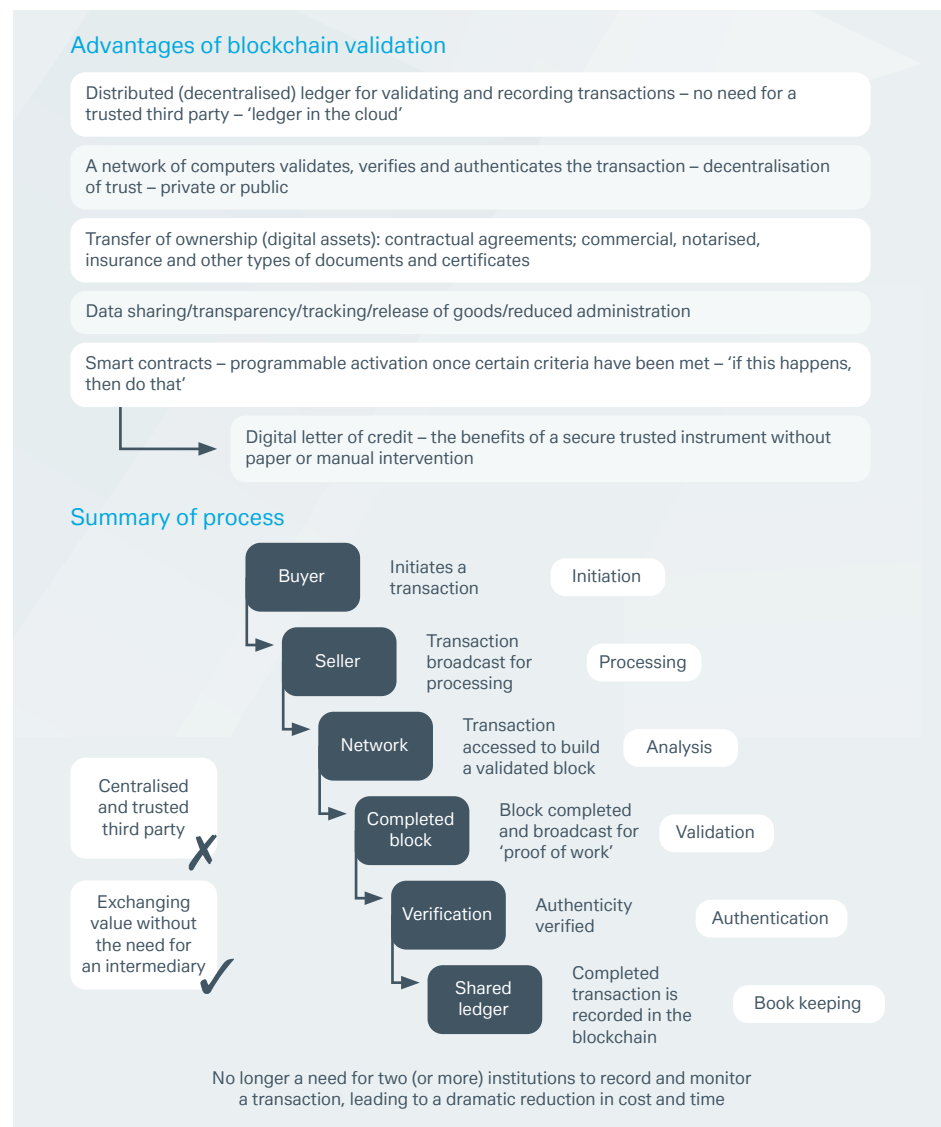 Advantages of blockchain validation
Distributed (decentralised) ledger for validating and recording transactions – no need for a
trusted third party – ‘ledger in the cloud’
A network of computers validates, verifies and authenticates the transaction – decentralisation
of trust – private or public
Transfer of ownership (digital assets): contractual agreements; commercial, notarised,
insurance and other types of documents and certificates
Data sharing/transparency/tracking/release of goods/reduced administration
Smart contracts – programmable activation once certain criteria have been met – ‘if this happens,
then do that’
Digital letter of credit – the benefits of a secure trusted instrument without
paper or manual intervention
Summary of process
Buyer
Initiates a
transaction
Initiation
Seller
Transaction
broadcast for
processing
Processing
Network
Transaction
accessed to build
a validated block
Analysis
Centralised
and trusted
third party
Completed
block
Block completed
and broadcast for
‘proof of work’
Validation
Exchanging
value without
the need for
an intermediary
Verification
Authenticity
verified
Authentication
Shared
ledger
Completed
transaction is
recorded in the
blockchain
Book keeping
No longer a need for two (or more) institutions to record and monitor
a transaction, leading to a dramatic reduction in cost and time